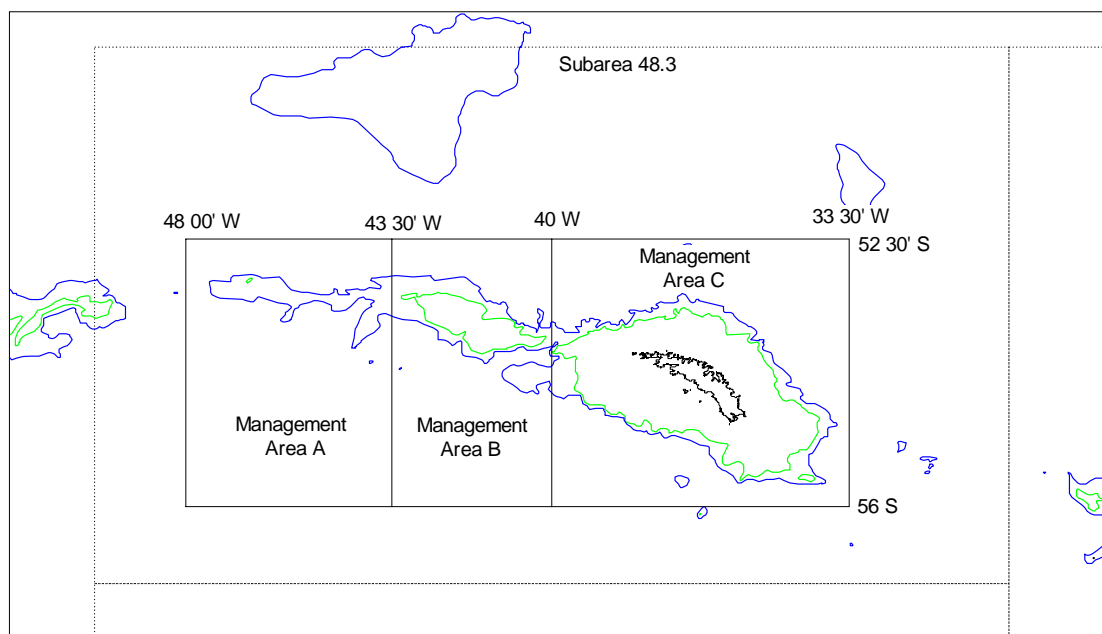 Subarea 48.3
48 00' W
43 30' W
40 W
33 30' W
52 30' S
Management
Area C
Management
Area A
Management
Area B
56 S